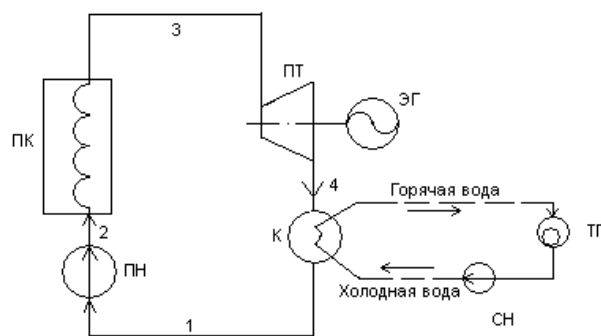 3
ПТ
ЭГ
ПК
4
Горячая вода
ТП
К
2
ПН
Холодная вода
СН
1